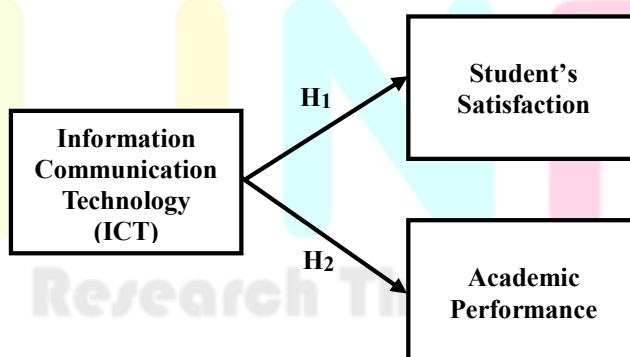 Student's
Satisfaction
H1
Information
Communication
Technology
(ICT)
H2
Academic
Performance
Research Th